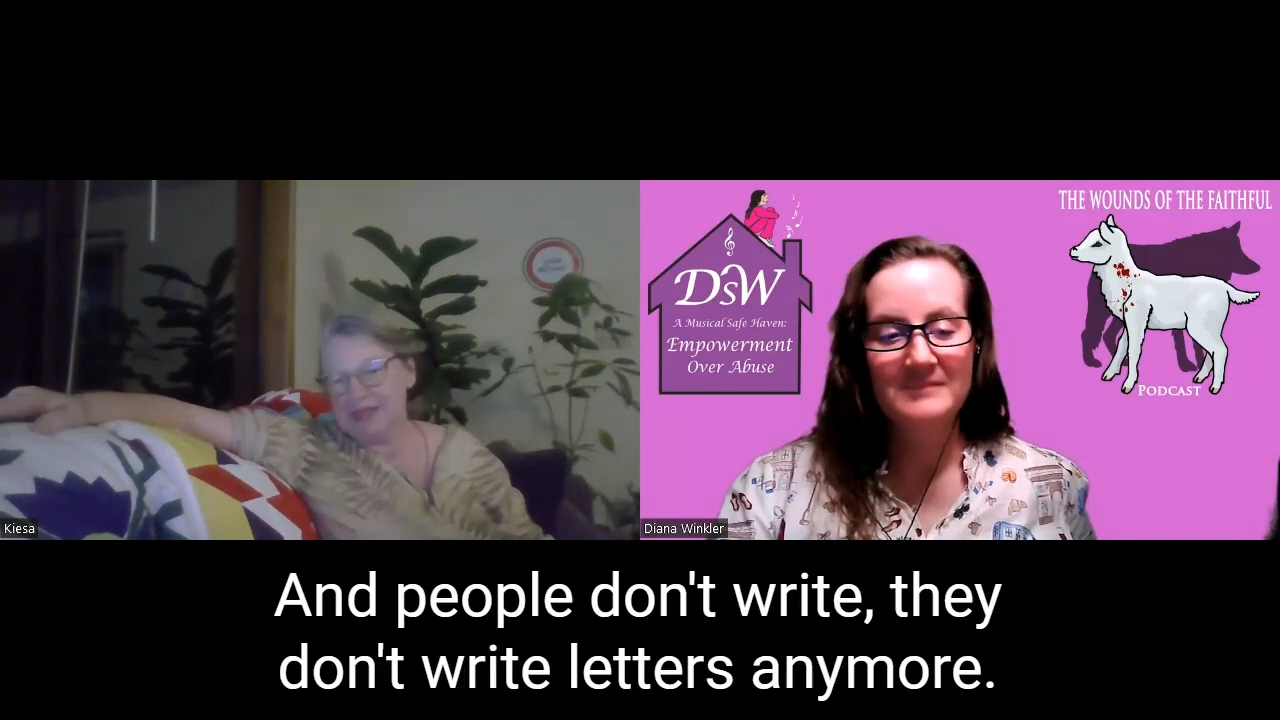 THE WOUNDS OF THE FAITHFUL
DSW
A Musical Safe Haven:
Empowerment
Over Abuse
PODCAST
Kiesa
Diana Winkler
And people don't write, they
don't write letters anymore.